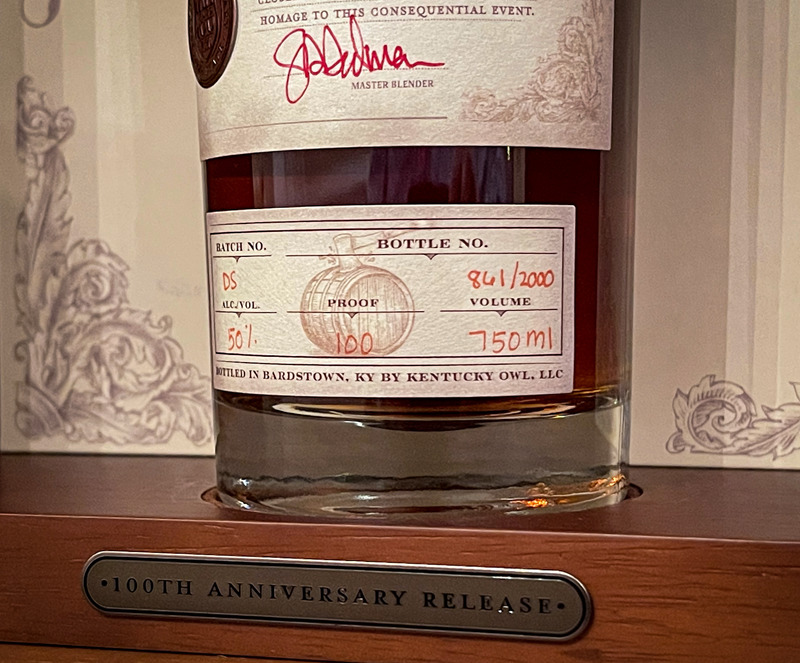 HOMAGE TO THIS CONSEQUENTIAL EVENT.
MASTER BLENDER
BATCH NO. BOTTLE NO.
DS 861/2000
ALC./VOL. PROOF VOLUME
50% 100 750ml
BOTTLED IN BARDSTOWN, KY BY KENTUCKY OWL, LLC
•100TH ANNIVERSARY RELEASE•